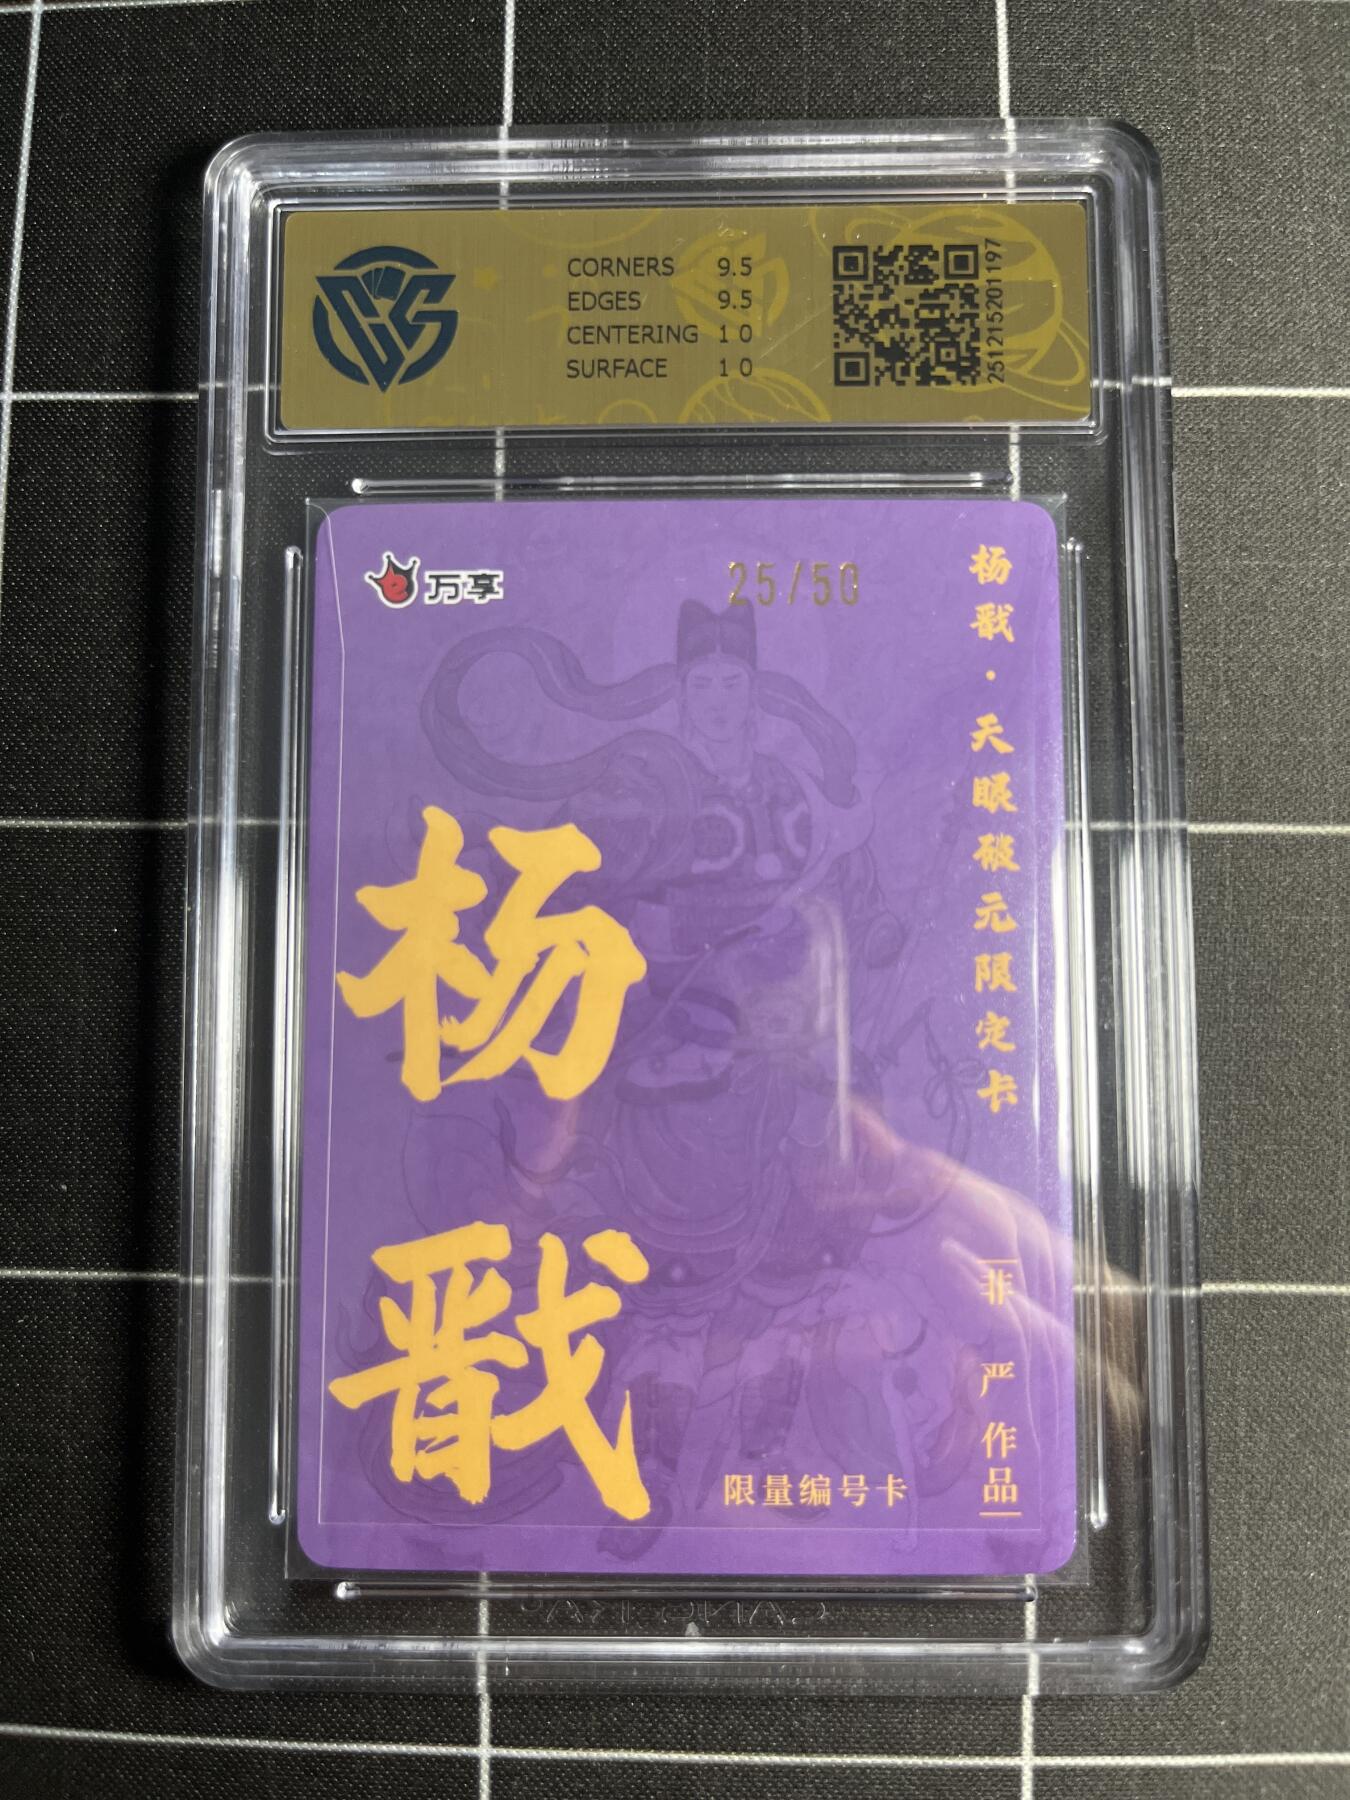 CORNERS 9.5
EDGES 9.5
CENTERING 10
SURFACE 10
251215201197
万享
25/50
杨戬·天眼破元限定卡
杨戬
非严作品
限量编号卡